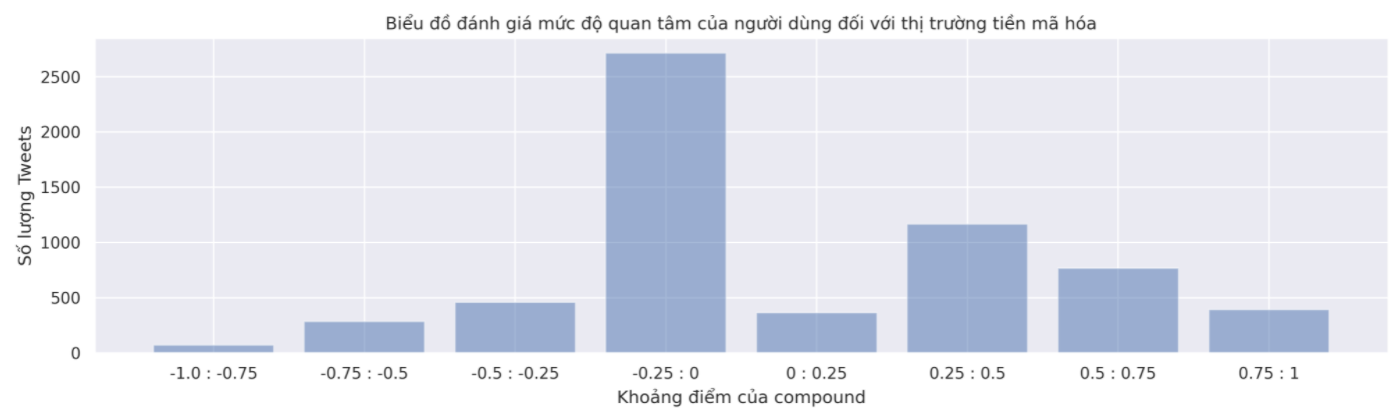 Biểu đồ đánh giá mức độ quan tâm của người dùng đối với thị trường tiền mã hóa
Số lượng Tweets
2500
2000
1500
1000
500
0
-1.0 : -0.75
-0.75 : -0.5
-0.5 : -0.25
-0.25 : 0
0 : 0.25
0.25 : 0.5
0.5 : 0.75
0.75 : 1
Khoảng điểm của compound